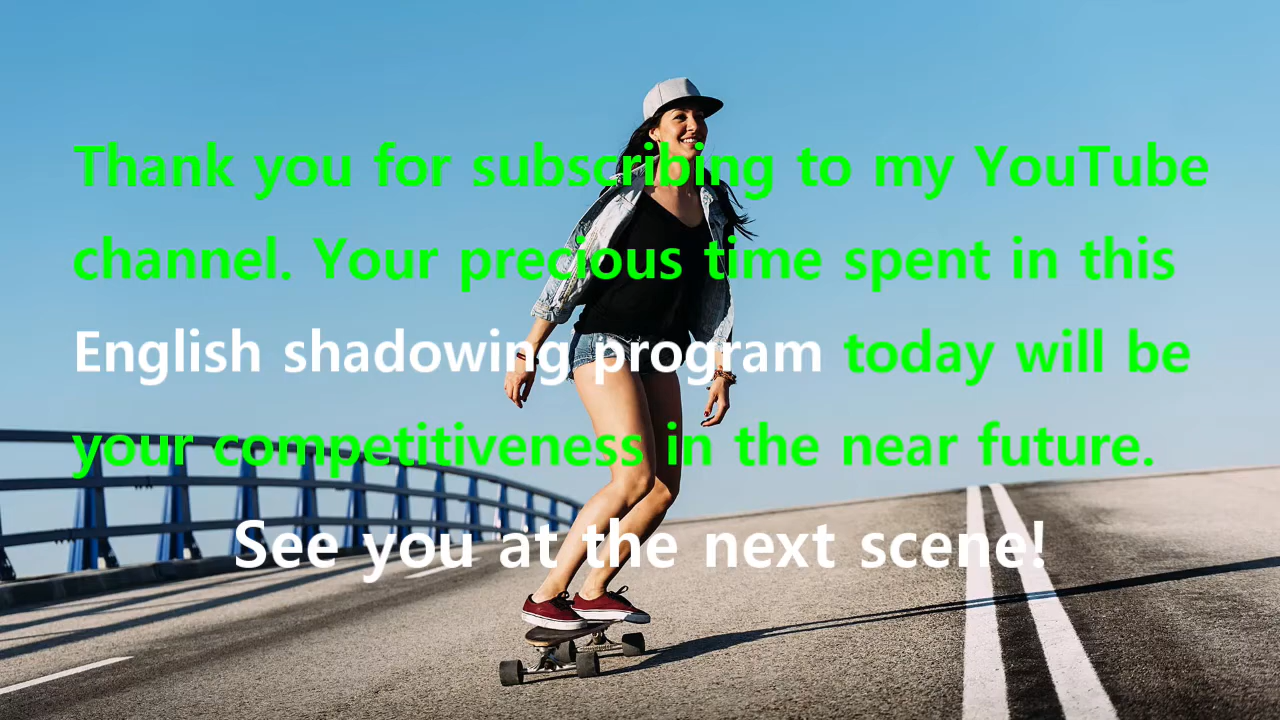 Thank you for subscribing to my YouTube
channel. Your precious time spent in this
English shadowing program today will be
your competitiveness in the near future.
See you at the next scene!